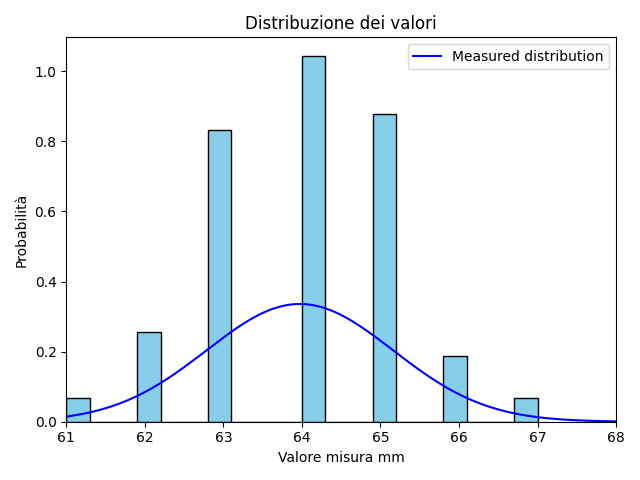 Distribuzione dei valori
Measured distribution
Probabilità
1.0
0.8
0.6
0.4
0.2
0.0
61 62 63 64 65 66 67 68
Valore misura mm